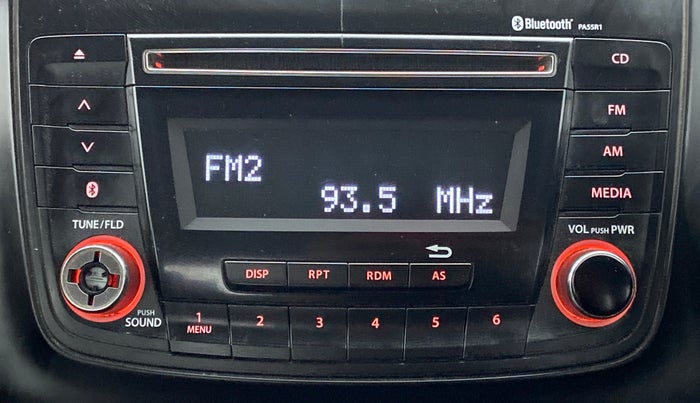 Bluetooth PA55R1
CD
FM
AM
MEDIA
FM2
93.5 MHz
TUNE/FLD
VOL PUSH PWR
DISP RPT RDM AS
PUSH
SOUND
1 2 3 4 5 6
MENU